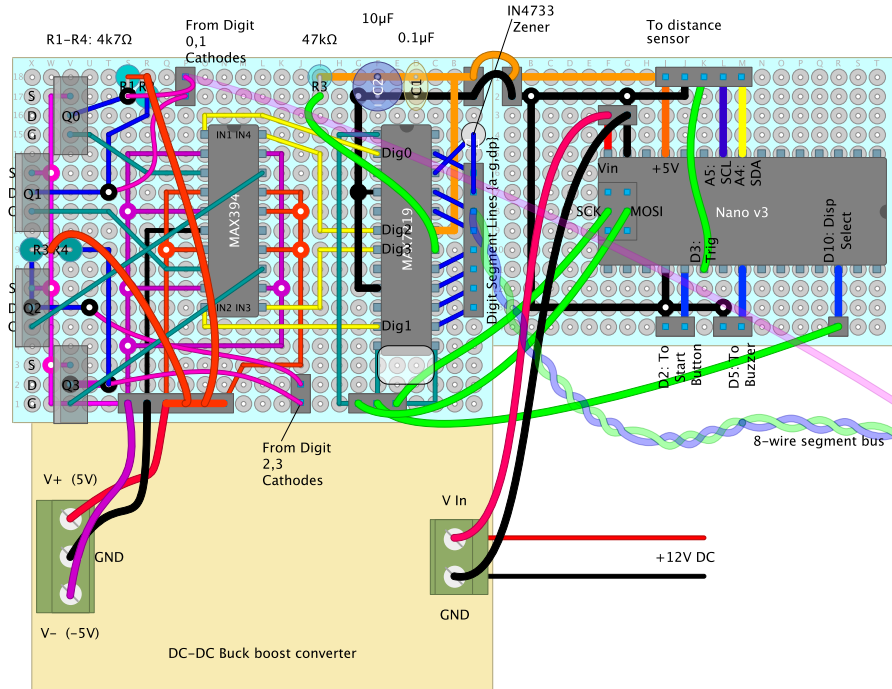 10µF
IN4733
Zener
From Digit
0,1
Cathodes
To distance
sensor
R1-R4: 4k7Ω
47kΩ
0.1µF
R1
R3
C2
C1
S
D
G
Q0
IN1 IN4
Dig0
S
D
C
Q1
MAX394
Dig2
Dig3
MAX7219
Digit Segment Lines (a-g,dp)
Vin
+5V
A5:
SCL
A4:
SDA
SCK
MOSI
Nano v3
D3:
Trig
D10: Disp
Select
R3
R4
S
D
C
Q2
IN2 IN3
Dig1
S
D
G
Q3
D2: To
Start
Button
D5: To
Buzzer
From Digit
2,3
Cathodes
8-wire segment bus
V+ (5V)
GND
V- (-5V)
V In
GND
+12V DC
DC-DC Buck boost converter